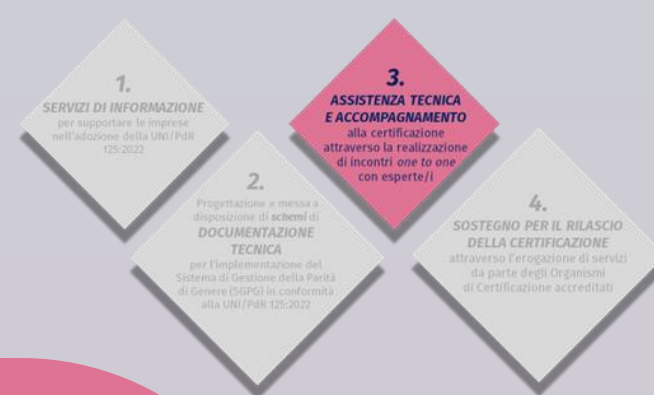 1.
SERVIZI DI INFORMAZIONE
per supportare le imprese
nell'adozione della UNI/PdR
125:2022
2.
Progettazione e messa a
disposizione di schemi di
DOCUMENTAZIONE
TECNICA
per l'implementazione del
Sistema di Gestione della Parità
di Genere (SGPG) in conformità
alla UNI/PdR 125:2022
3.
ASSISTENZA TECNICA
E ACCOMPAGNAMENTO
alla certificazione
attraverso la realizzazione
di incontri one to one
con esperte/i
4.
SOSTEGNO PER IL RILASCIO
DELLA CERTIFICAZIONE
attraverso l'erogazione di servizi
da parte degli Organismi
di Certificazione accreditati